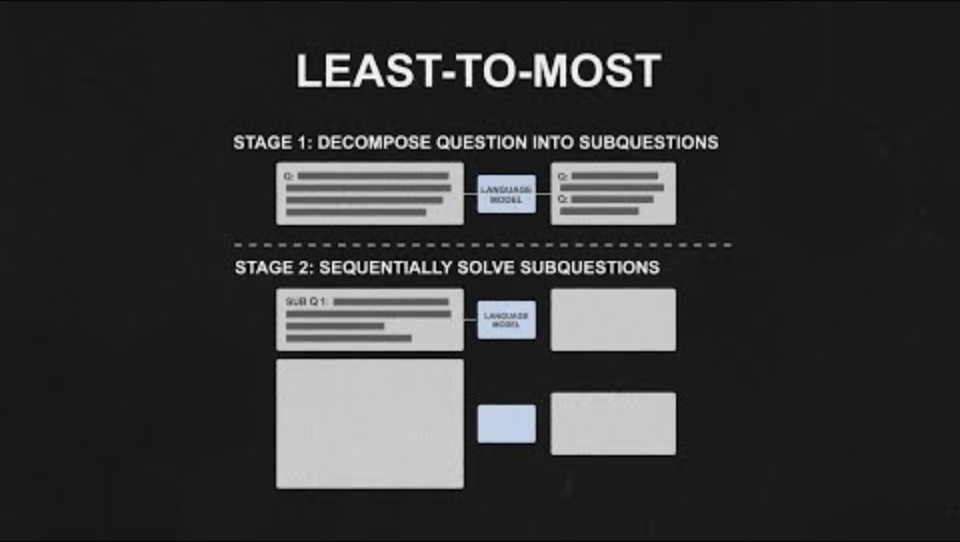 LEAST-TO-MOST
STAGE 1: DECOMPOSE QUESTION INTO SUBQUESTIONS
Q:
LANGUAGE
MODEL
Q:
Q:
STAGE 2: SEQUENTIALLY SOLVE SUBQUESTIONS
SUB Q 1:
LANGUAGE
MODEL